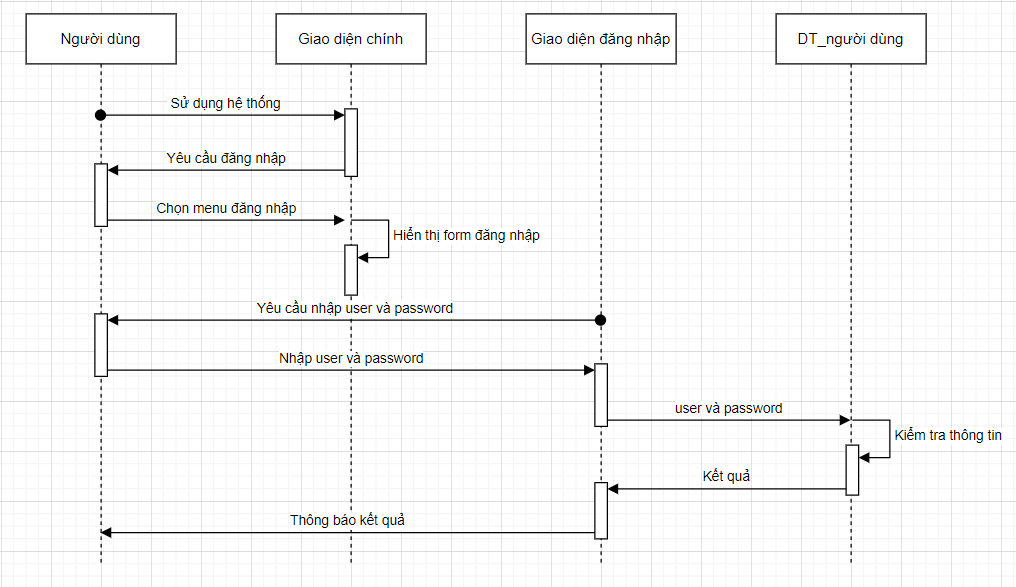 Người dùng
Giao diện chính
Giao diện đăng nhập
DT_người dùng
Sử dụng hệ thống
Yêu cầu đăng nhập
Chọn menu đăng nhập
Hiển thị form đăng nhập
Yêu cầu nhập user và password
Nhập user và password
user và password
Kiểm tra thông tin
Kết quả
Thông báo kết quả